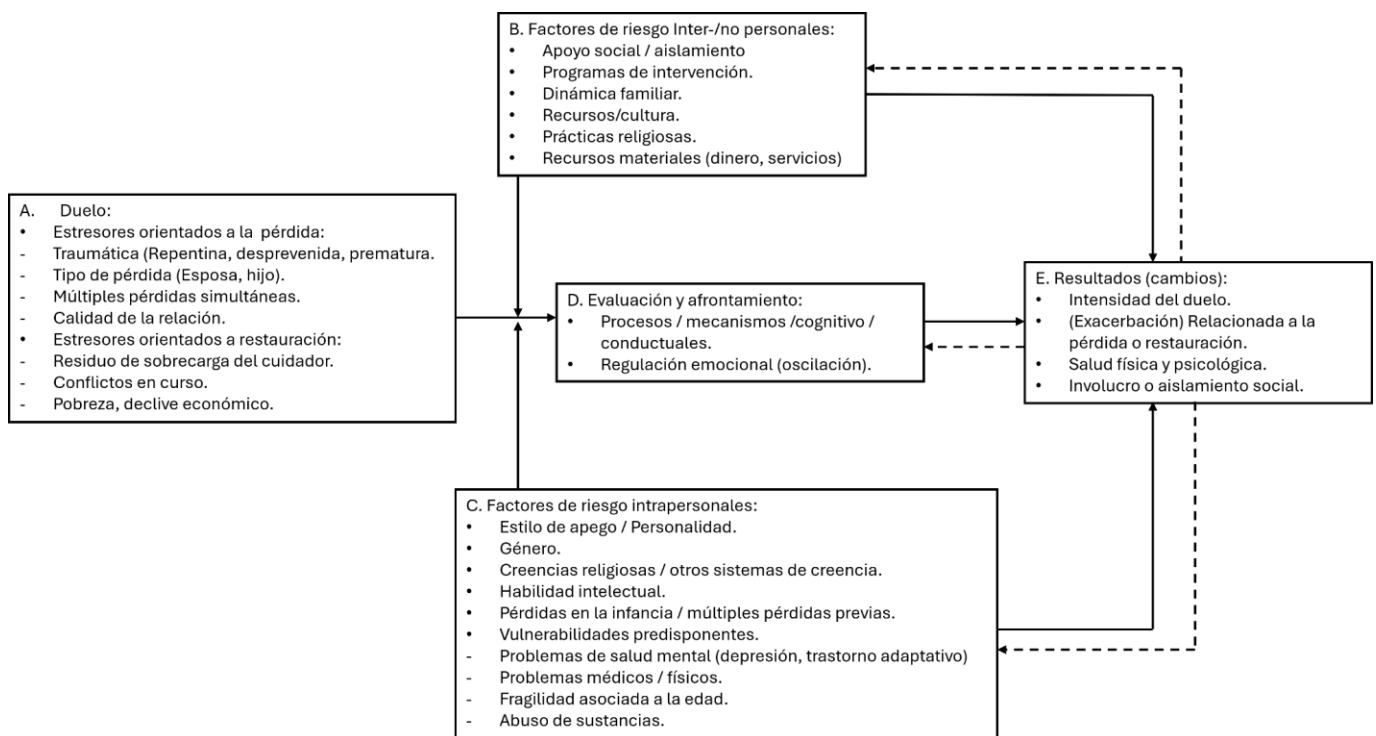 B. Factores de riesgo Inter-/no personales:
• Apoyo social / aislamiento
• Programas de intervención.
• Dinámica familiar.
• Recursos/cultura.
• Prácticas religiosas.
• Recursos materiales (dinero, servicios)
A. Duelo:
• Estresores orientados a la pérdida:
- Traumática (Repentina, desprevenida, prematura.
- Tipo de pérdida (Esposa, hijo).
- Múltiples pérdidas simultáneas.
- Calidad de la relación.
• Estresores orientados a restauración:
- Residuo de sobrecarga del cuidador.
- Conflictos en curso.
- Pobreza, declive económico.
D. Evaluación y afrontamiento:
• Procesos / mecanismos /cognitivo /
conductuales.
• Regulación emocional (oscilación).
E. Resultados (cambios):
• Intensidad del duelo.
• (Exacerbación) Relacionada a la
pérdida o restauración.
• Salud física y psicológica.
• Involucro o aislamiento social.
C. Factores de riesgo intrapersonales:
• Estilo de apego / Personalidad.
• Género.
• Creencias religiosas / otros sistemas de creencia.
• Habilidad intelectual.
• Pérdidas en la infancia / múltiples pérdidas previas.
• Vulnerabilidades predisponentes.
- Problemas de salud mental (depresión, trastorno adaptativo)
- Problemas médicos / físicos.
- Fragilidad asociada a la edad.
- Abuso de sustancias.